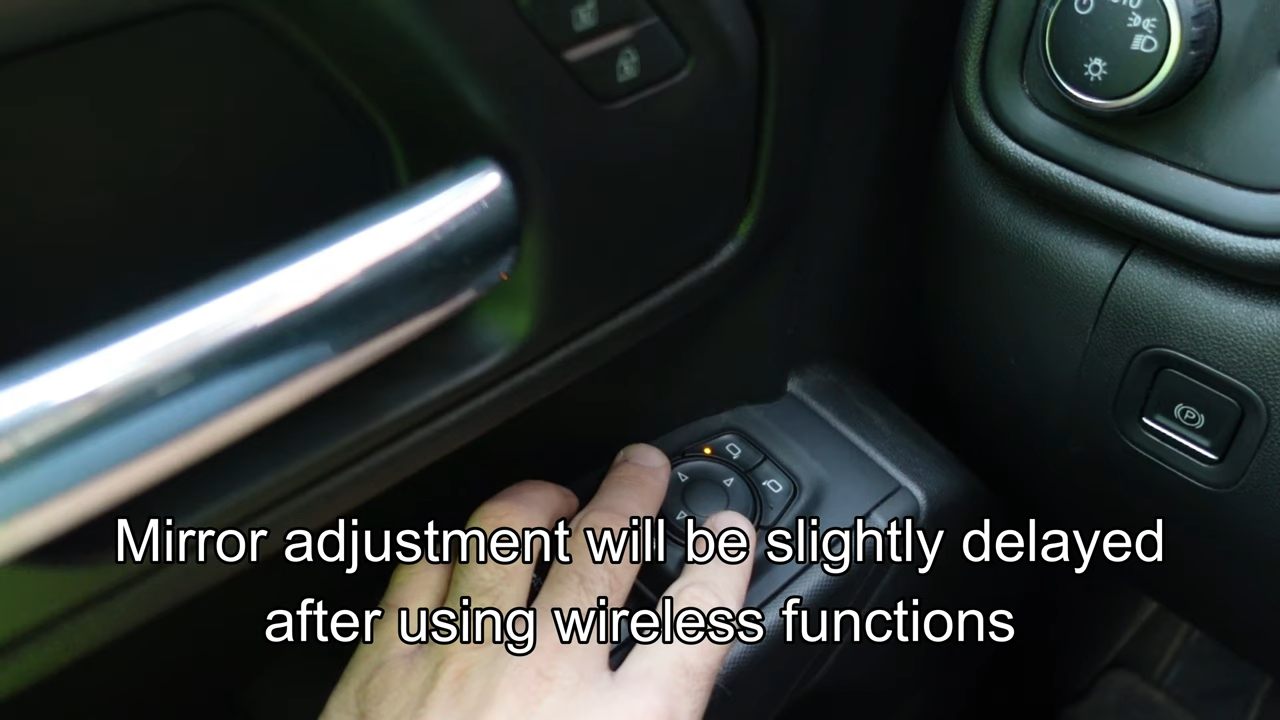 Mirror adjustment will be slightly delayed
after using wireless functions
P